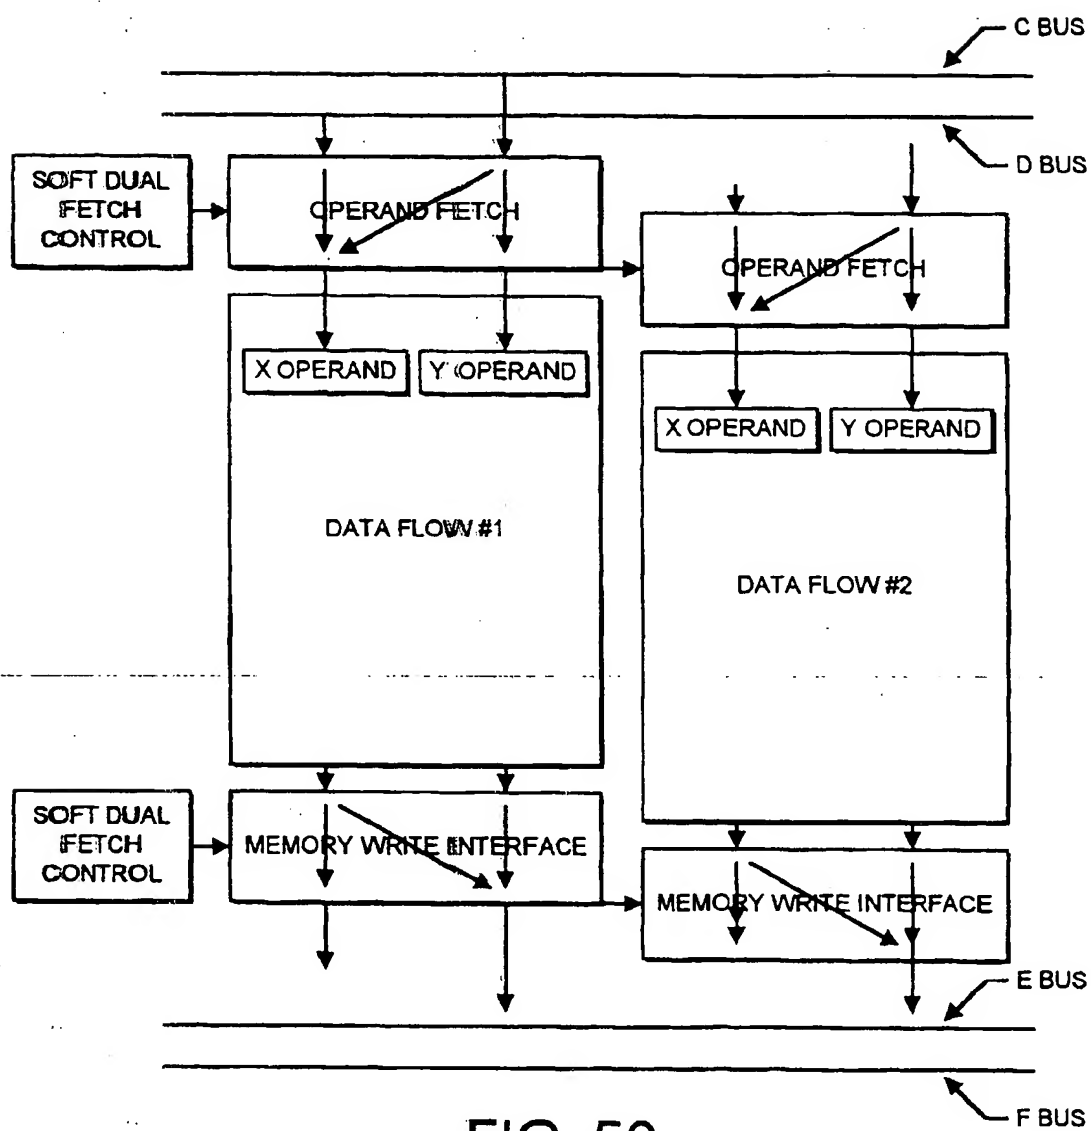 C BUS
D BUS
SOFT DUAL
FETCH
CONTROL
OPERAND FETCH
OPERAND FETCH
X OPERAND
Y OPERAND
X OPERAND
Y OPERAND
DATA FLOW #1
DATA FLOW #2
SOFT DUAL
FETCH
CONTROL
MEMORY WRITE INTERFACE
MEMORY WRITE INTERFACE
E BUS
F BUS